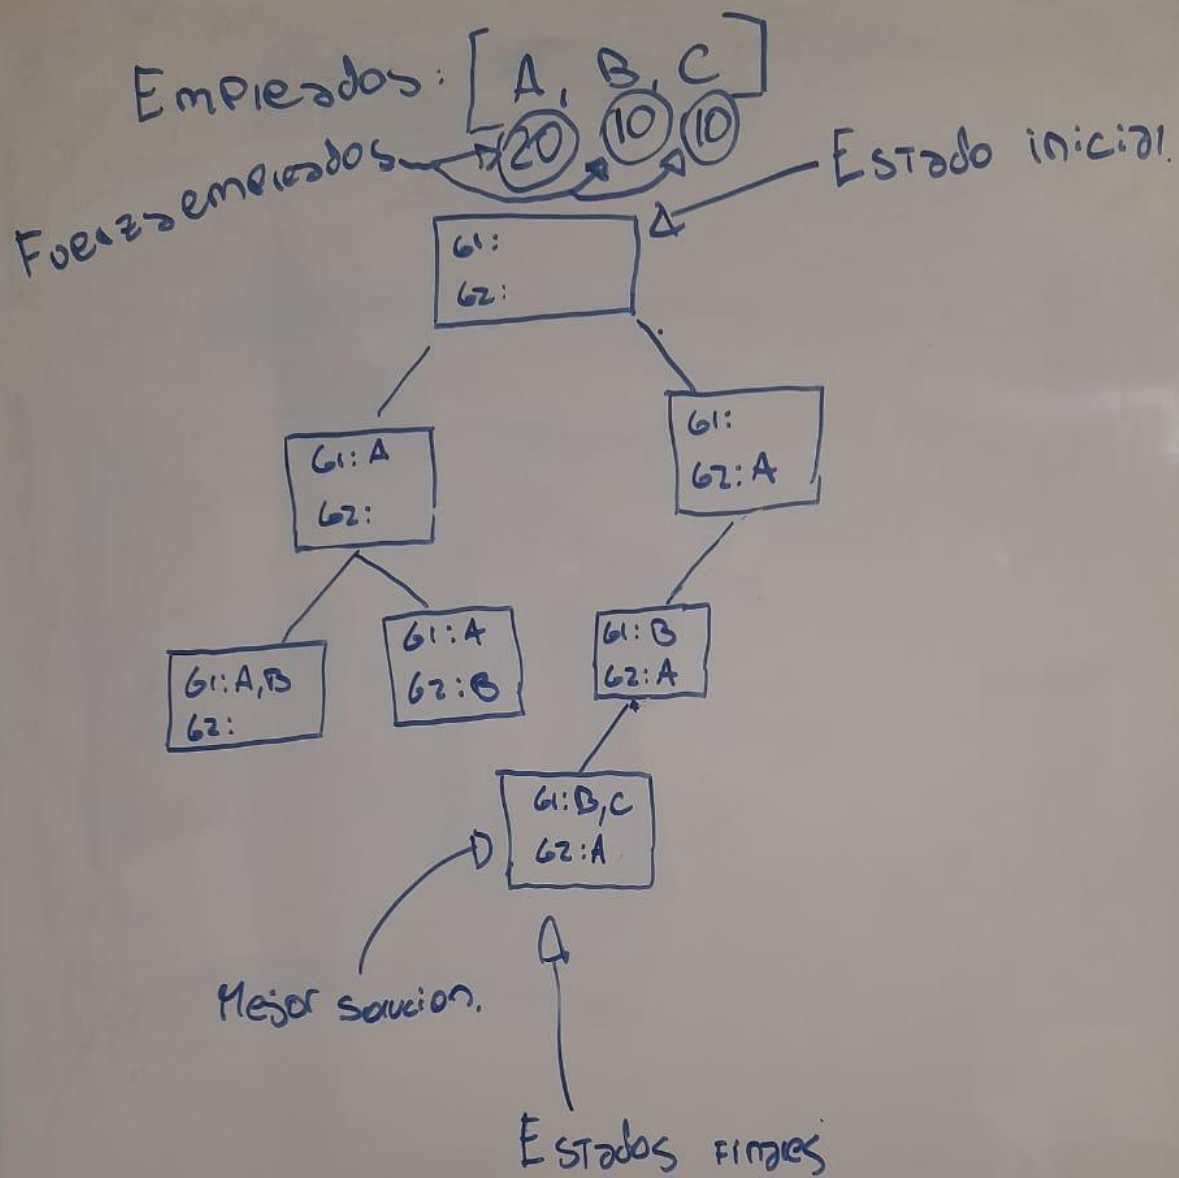 Empleados: [A, B, C]
20 10 10
Fuerza empleados
Estado inicial.
G1:
G2:
G1: A
G2:
G1:
G2: A
G1: A, B
G2:
G1: A
G2: B
G1: B
G2: A
G1: B, C
G2: A
Mejor solucion.
Estados finales